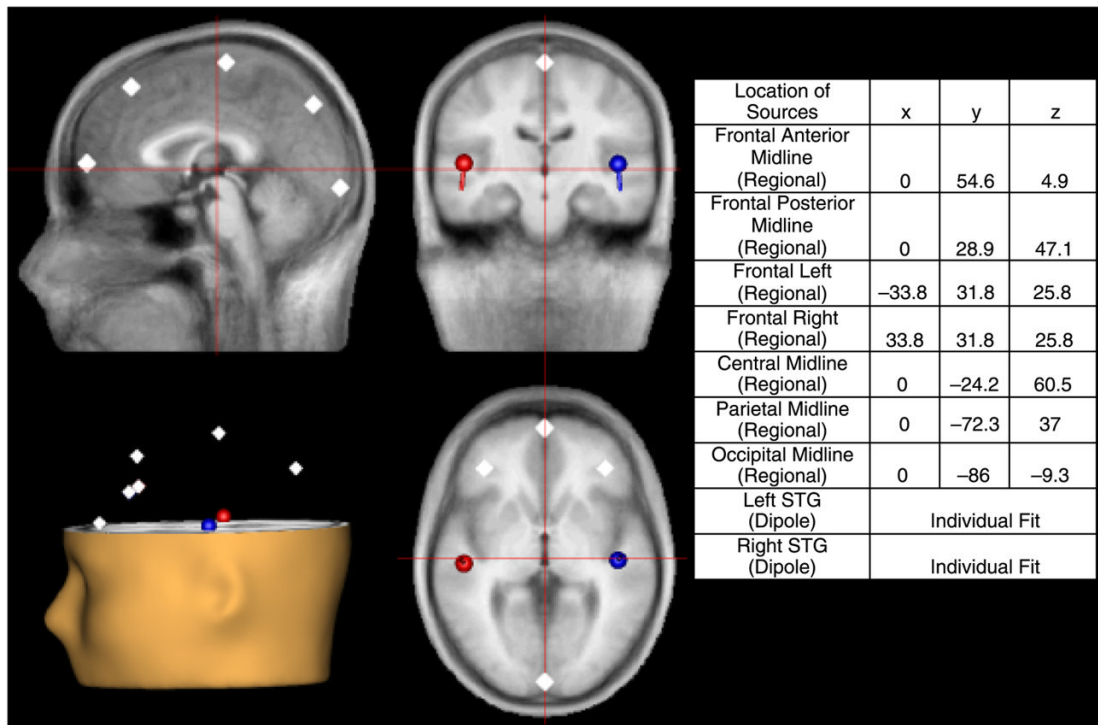 Location of
Sources x y z
Frontal Anterior
Midline
(Regional) 0 54.6 4.9
Frontal Posterior
Midline
(Regional) 0 28.9 47.1
Frontal Left
(Regional) –33.8 31.8 25.8
Frontal Right
(Regional) 33.8 31.8 25.8
Central Midline
(Regional) 0 –24.2 60.5
Parietal Midline
(Regional) 0 –72.3 37
Occipital Midline
(Regional) 0 –86 –9.3
Left STG
(Dipole) Individual Fit
Right STG
(Dipole) Individual Fit